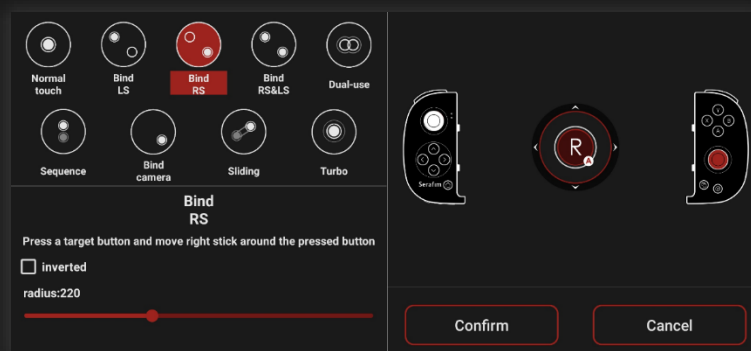 Normal
touch
Bind
LS
Bind
RS
Bind
RS&LS
Dual-use
Sequence
Bind
camera
Sliding
Turbo
Bind
RS
Press a target button and move right stick around the pressed button
inverted
radius:220
R
A
Serafim
Y
X
B
A
Confirm
Cancel